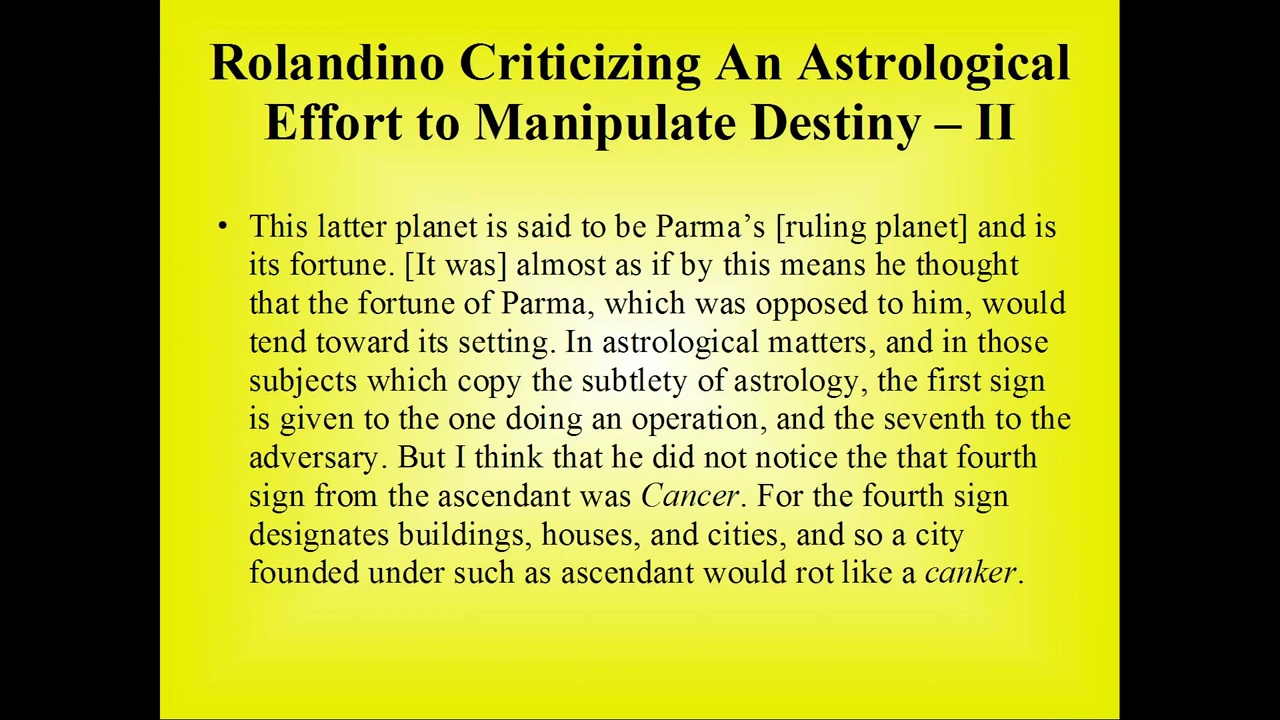 Rolandino Criticizing An Astrological
Effort to Manipulate Destiny – II
• This latter planet is said to be Parma’s [ruling planet] and is
its fortune. [It was] almost as if by this means he thought
that the fortune of Parma, which was opposed to him, would
tend toward its setting. In astrological matters, and in those
subjects which copy the subtlety of astrology, the first sign
is given to the one doing an operation, and the seventh to the
adversary. But I think that he did not notice the that fourth
sign from the ascendant was Cancer. For the fourth sign
designates buildings, houses, and cities, and so a city
founded under such as ascendant would rot like a canker.